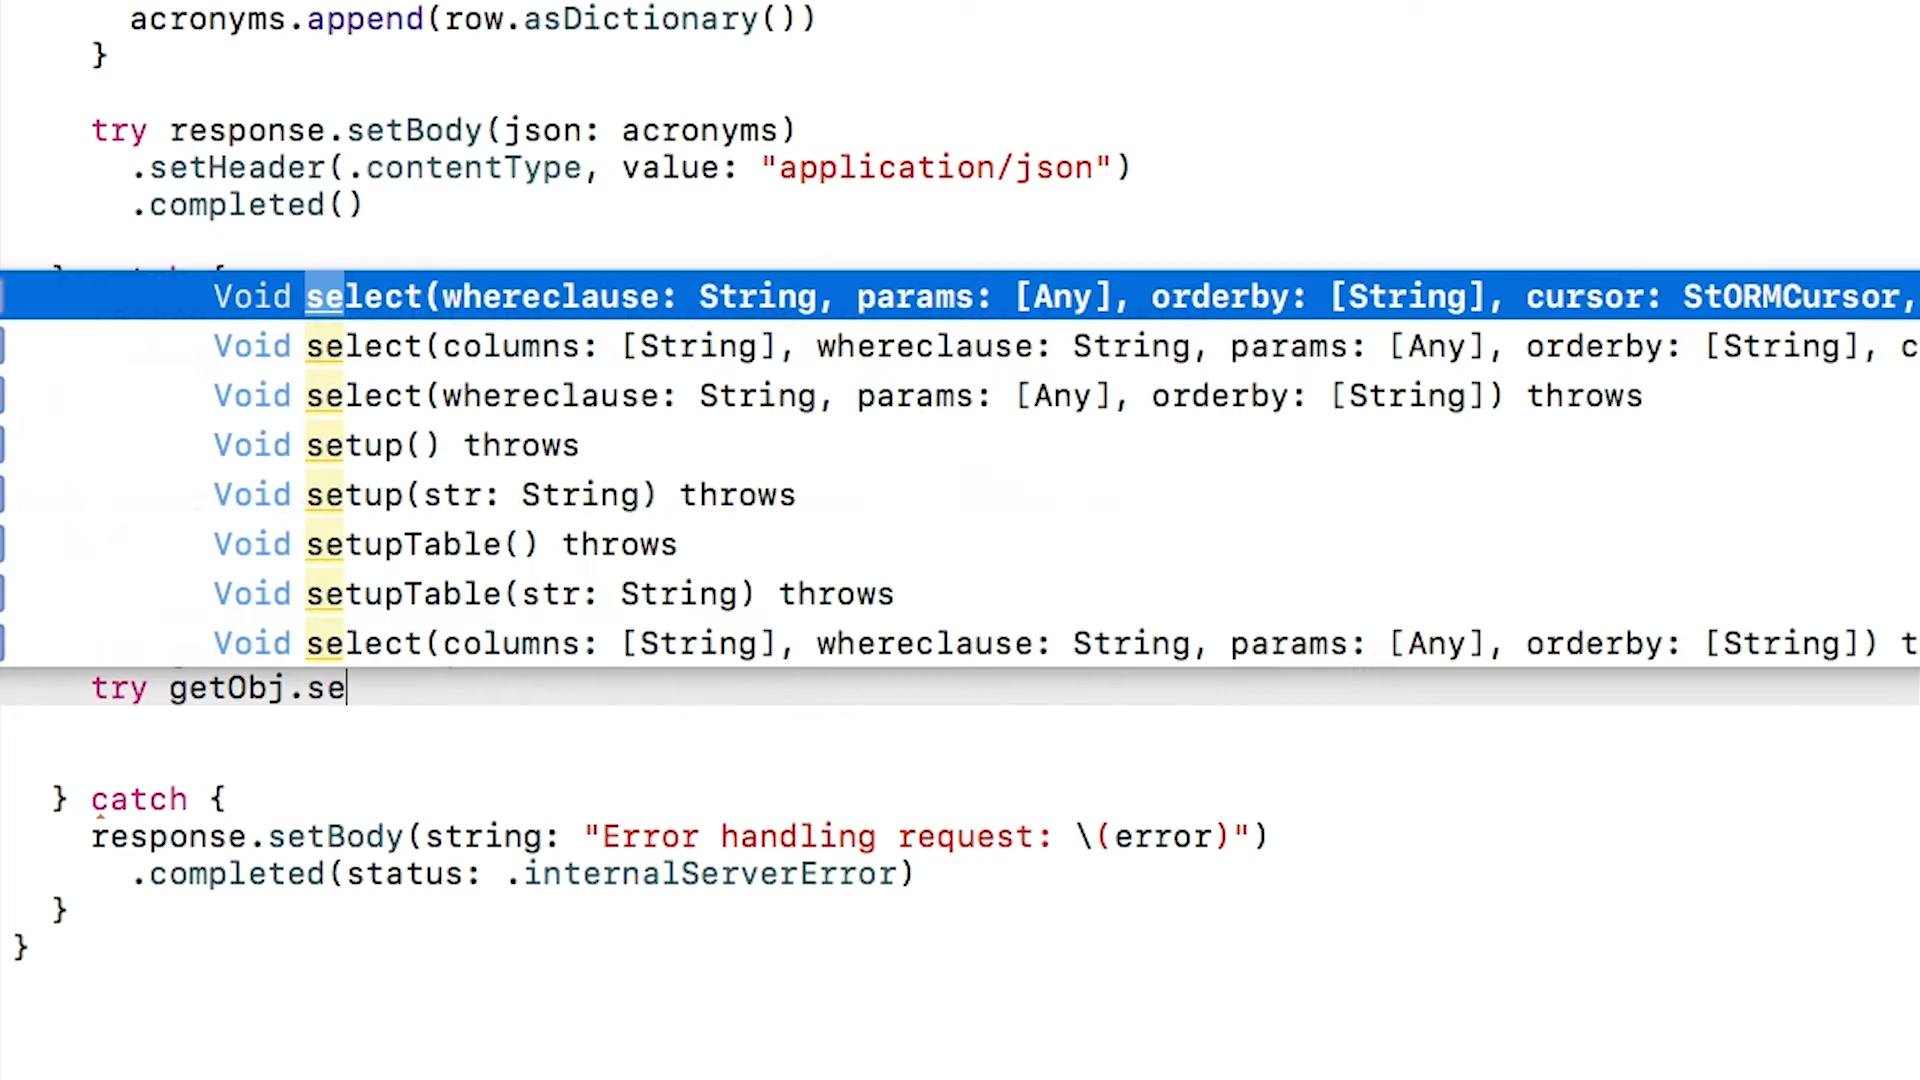 acronyms.append(row.asDictionary())
}
try response.setBody(json: acronyms)
.setHeader(.contentType, value: "application/json")
.completed()
Void select(whereclause: String, params: [Any], orderby: [String], cursor: StORMCursor,
Void select(columns: [String], whereclause: String, params: [Any], orderby: [String], c
Void select(whereclause: String, params: [Any], orderby: [String]) throws
Void setup() throws
Void setup(str: String) throws
Void setupTable() throws
Void setupTable(str: String) throws
Void select(columns: [String], whereclause: String, params: [Any], orderby: [String]) t
try getObj.se
} catch {
response.setBody(string: "Error handling request: \(error)")
.completed(status: .internalServerError)
}
}